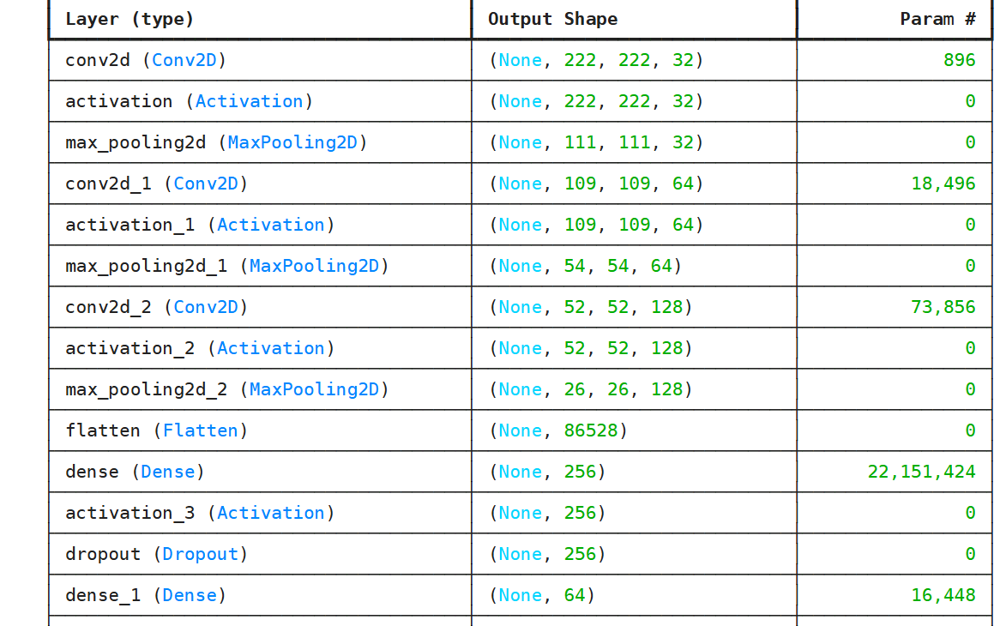 Layer (type) Output Shape Param #
conv2d (Conv2D) (None, 222, 222, 32) 896
activation (Activation) (None, 222, 222, 32) 0
max_pooling2d (MaxPooling2D) (None, 111, 111, 32) 0
conv2d_1 (Conv2D) (None, 109, 109, 64) 18,496
activation_1 (Activation) (None, 109, 109, 64) 0
max_pooling2d_1 (MaxPooling2D) (None, 54, 54, 64) 0
conv2d_2 (Conv2D) (None, 52, 52, 128) 73,856
activation_2 (Activation) (None, 52, 52, 128) 0
max_pooling2d_2 (MaxPooling2D) (None, 26, 26, 128) 0
flatten (Flatten) (None, 86528) 0
dense (Dense) (None, 256) 22,151,424
activation_3 (Activation) (None, 256) 0
dropout (Dropout) (None, 256) 0
dense_1 (Dense) (None, 64) 16,448